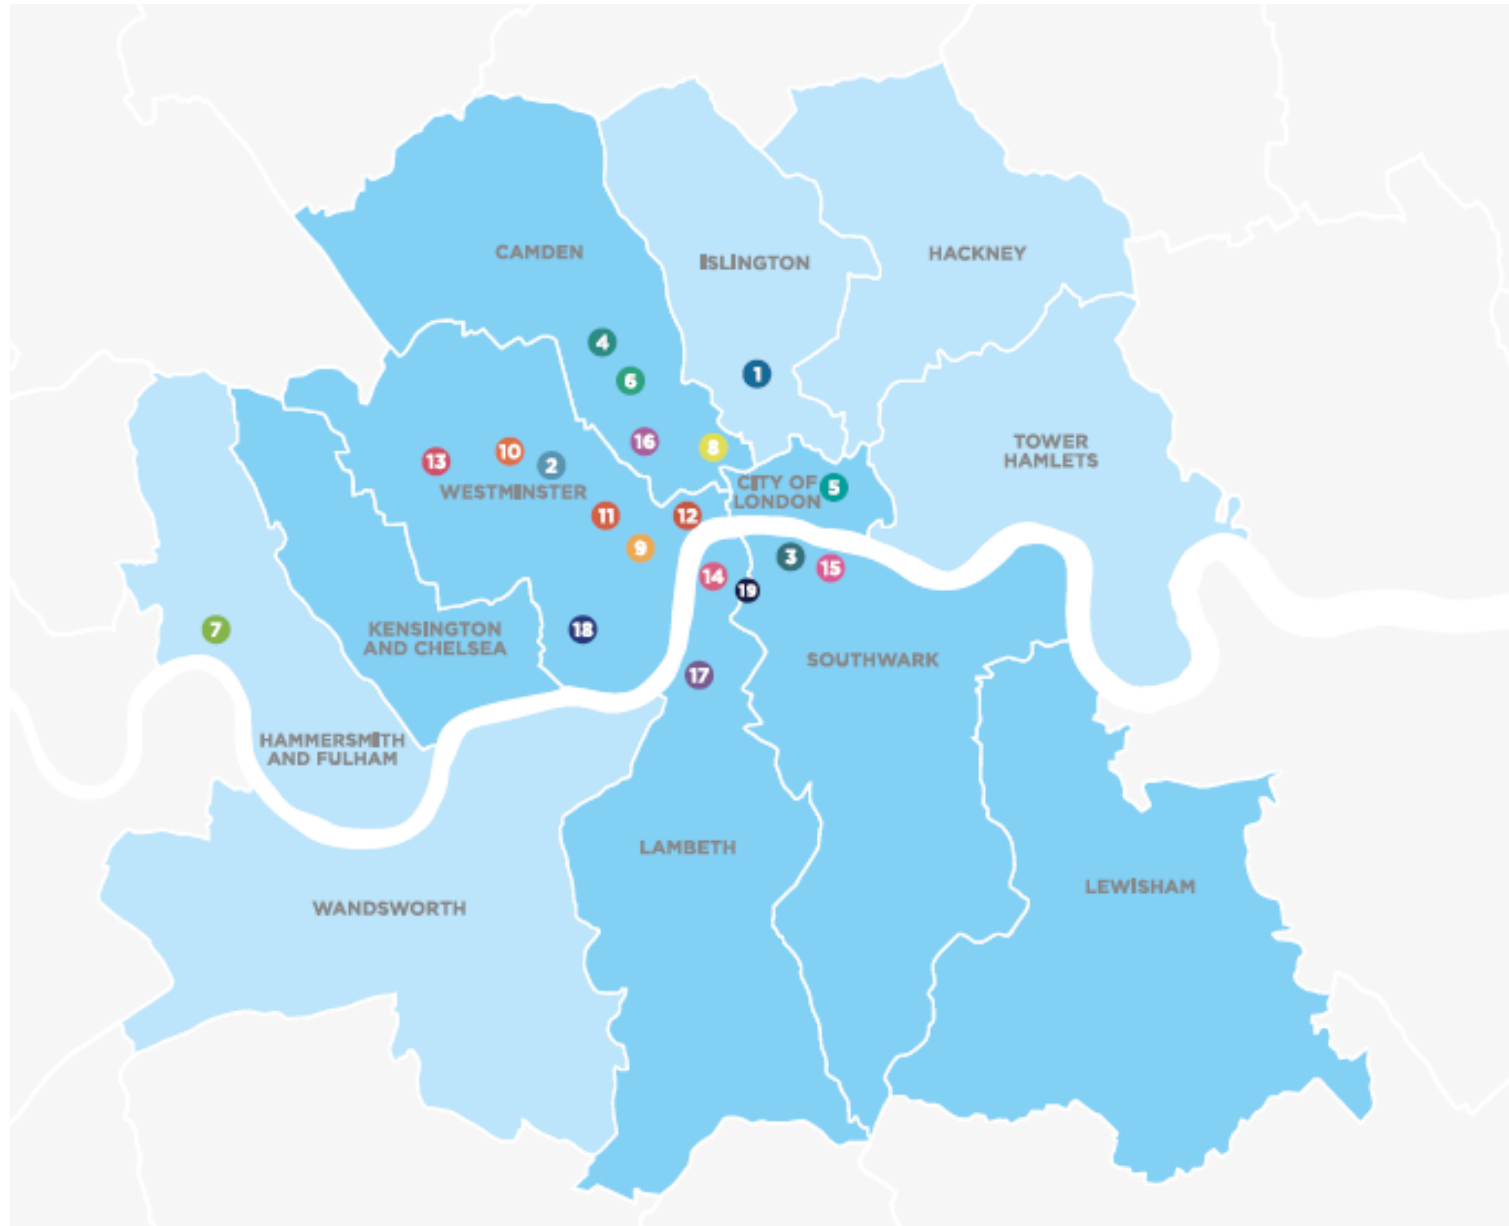 CAMDEN
ISLINGTON
HACKNEY
4
6
1
16
8
13
10
2
WESTMINSTER
TOWER
HAMLETS
CITY OF
LONDON
5
11
12
9
3
15
14
19
7
KENSINGTON
AND CHELSEA
18
17
SOUTHWARK
HAMMERSMITH
AND FULHAM
LAMBETH
LEWISHAM
WANDSWORTH